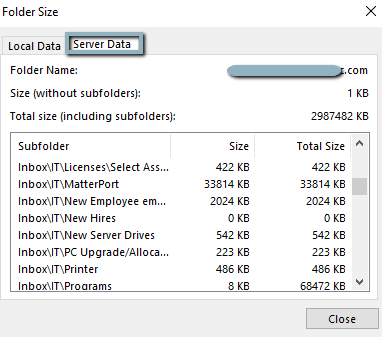 Folder Size
Local Data Server Data
Folder Name: .com
Size (without subfolders): 1 KB
Total size (including subfolders): 2987482 KB
Subfolder Size Total Size
Inbox\IT\Licenses\Select Ass... 422 KB 422 KB
Inbox\IT\MatterPort 33814 KB 33814 KB
Inbox\IT\New Employee em... 2024 KB 2024 KB
Inbox\IT\New Hires 0 KB 0 KB
Inbox\IT\New Server Drives 542 KB 542 KB
Inbox\IT\PC Upgrade/Alloca... 223 KB 223 KB
Inbox\IT\Printer 486 KB 486 KB
Inbox\IT\Programs 8 KB 68472 KB
Close